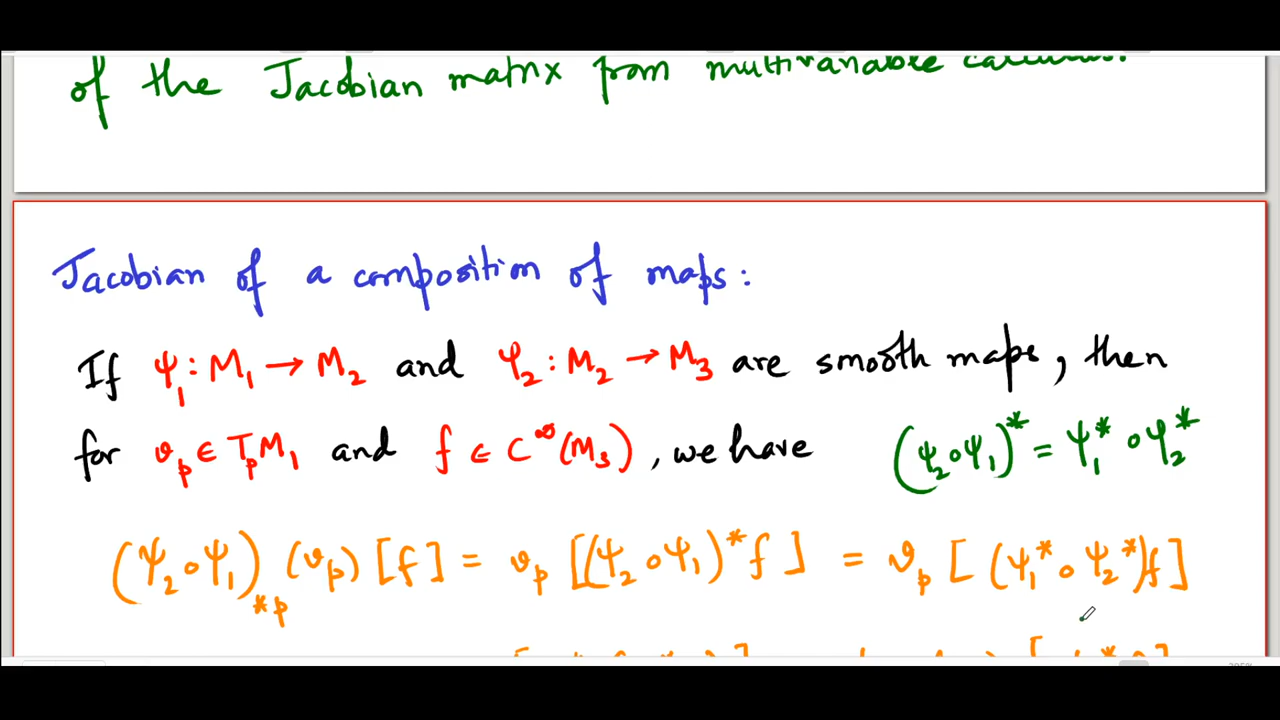 of the Jacobian matrix from multivariable calculus.
Jacobian of a composition of maps:
If ψ₁ : M₁ → M₂ and ψ₂ : M₂ → M₃ are smooth maps, then
for v_p ∈ T_pM₁ and f ∈ C^∞(M₃), we have (ψ₂∘ψ₁)^* = ψ₁^* ∘ ψ₂^*
(ψ₂∘ψ₁)_{*p} (v_p) [f] = v_p [(ψ₂∘ψ₁)^* f] = v_p [(ψ₁^* ∘ ψ₂^*) f]